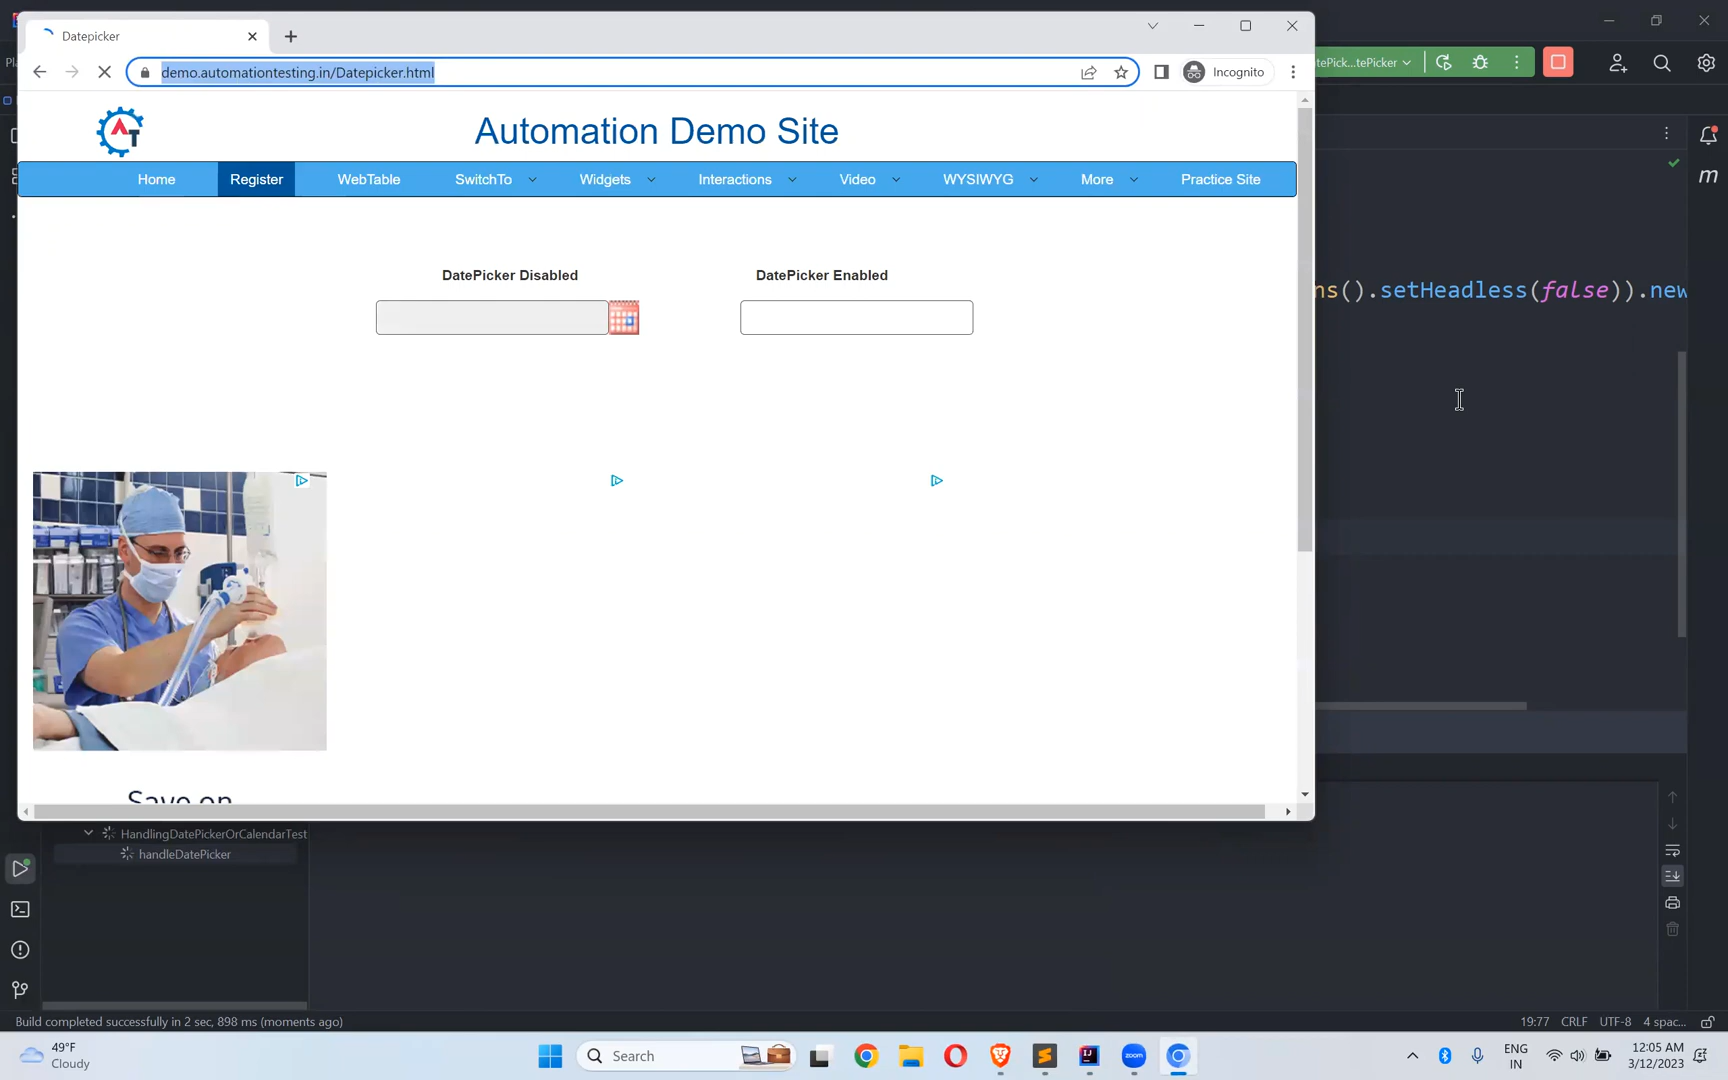 Datepicker
demo.automationtesting.in/Datepicker.html
Incognito
tePick...tePicker
Automation Demo Site
Home
Register
WebTable
SwitchTo
Widgets
Interactions
Video
WYSIWYG
More
Practice Site
DatePicker Disabled
DatePicker Enabled
ns().setHeadless(false)).new
m
Save on
HandlingDatePickerOrCalendarTest
handleDatePicker
Build completed successfully in 2 sec, 898 ms (moments ago)
19:77
CRLF
UTF-8
4 spac...
49°F
Cloudy
Search
zoom
ENG
IN
12:05 AM
3/12/2023